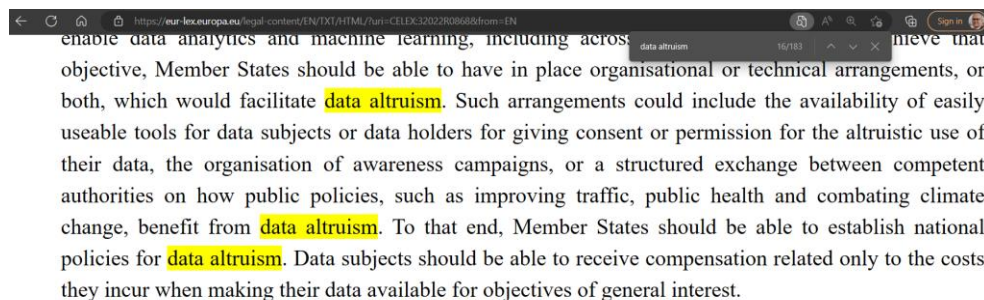 https://eur-lex.europa.eu/legal-content/EN/TXT/HTML/?uri=CELEX:32022R0868&from=EN
Sign in
data altruism 16/183
enable data analytics and machine learning, including across hieve that
objective, Member States should be able to have in place organisational or technical arrangements, or
both, which would facilitate data altruism. Such arrangements could include the availability of easily
useable tools for data subjects or data holders for giving consent or permission for the altruistic use of
their data, the organisation of awareness campaigns, or a structured exchange between competent
authorities on how public policies, such as improving traffic, public health and combating climate
change, benefit from data altruism. To that end, Member States should be able to establish national
policies for data altruism. Data subjects should be able to receive compensation related only to the costs
they incur when making their data available for objectives of general interest.